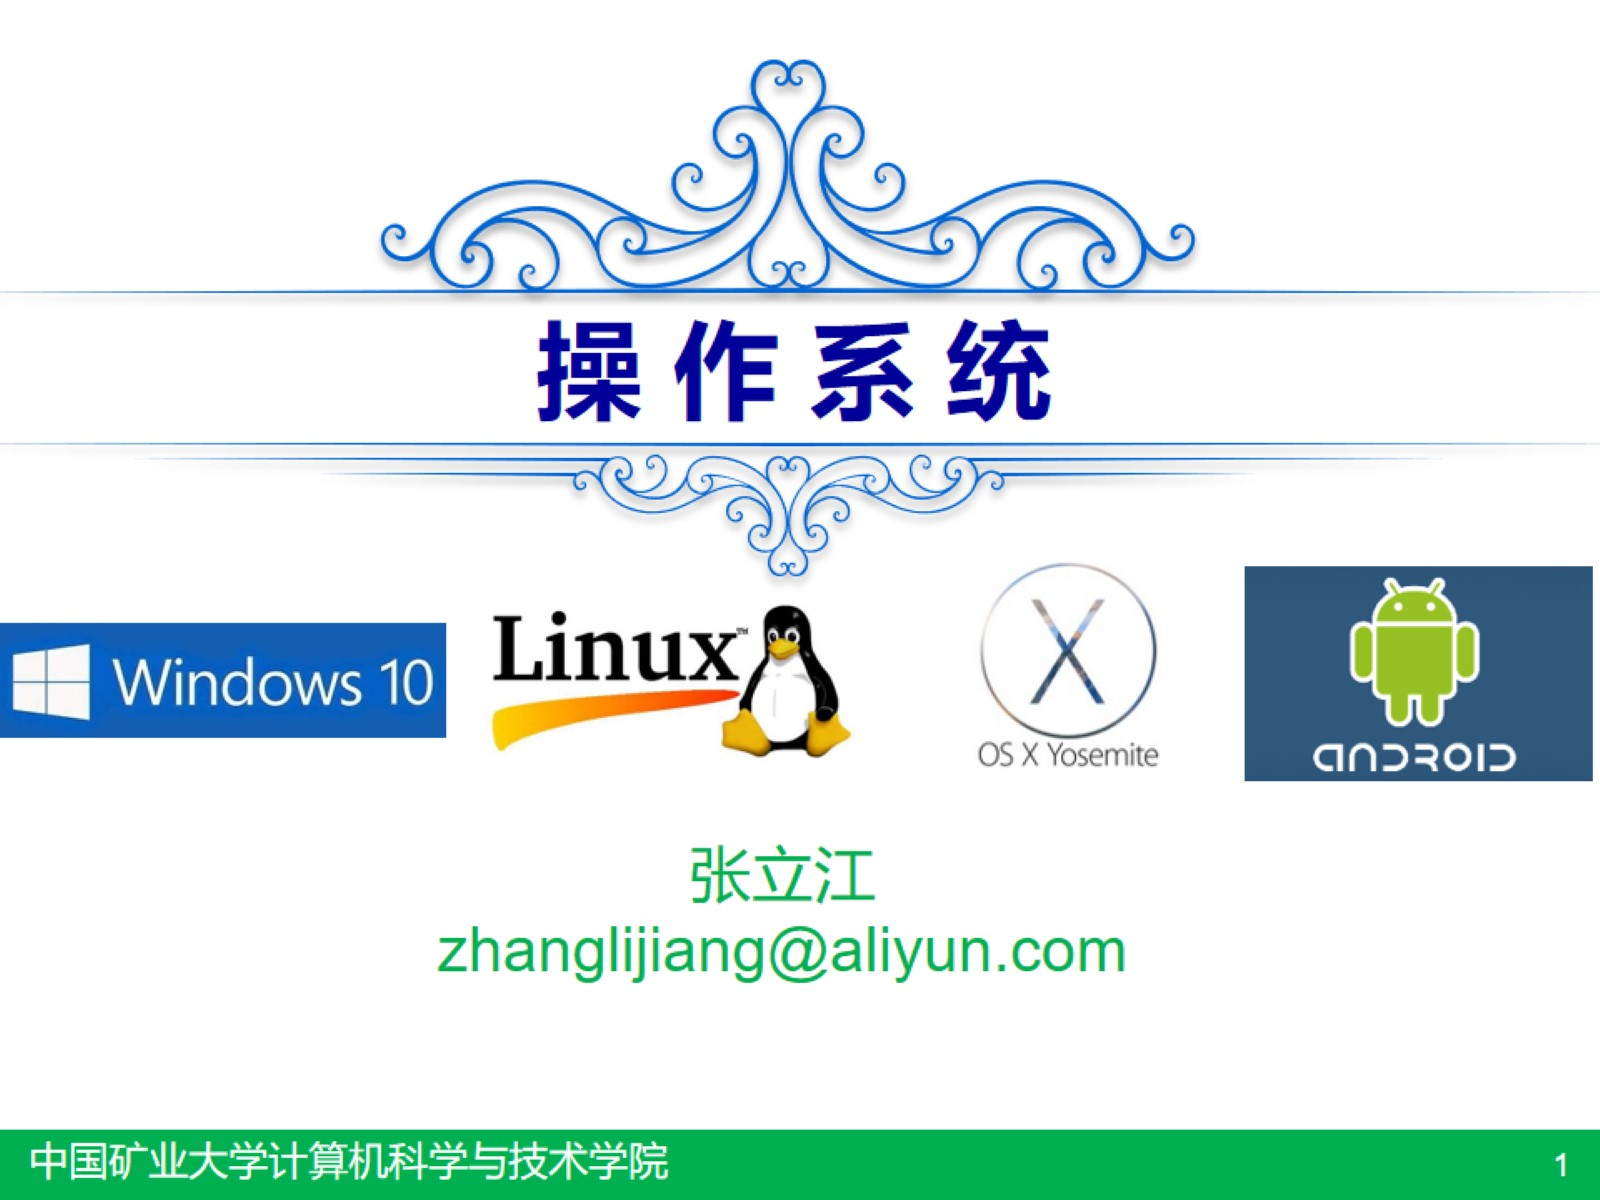 操作系统
Windows 10
Linux™
OS X Yosemite
ANDROID
张立江
zhanglijiang@aliyun.com
中国矿业大学计算机科学与技术学院
1